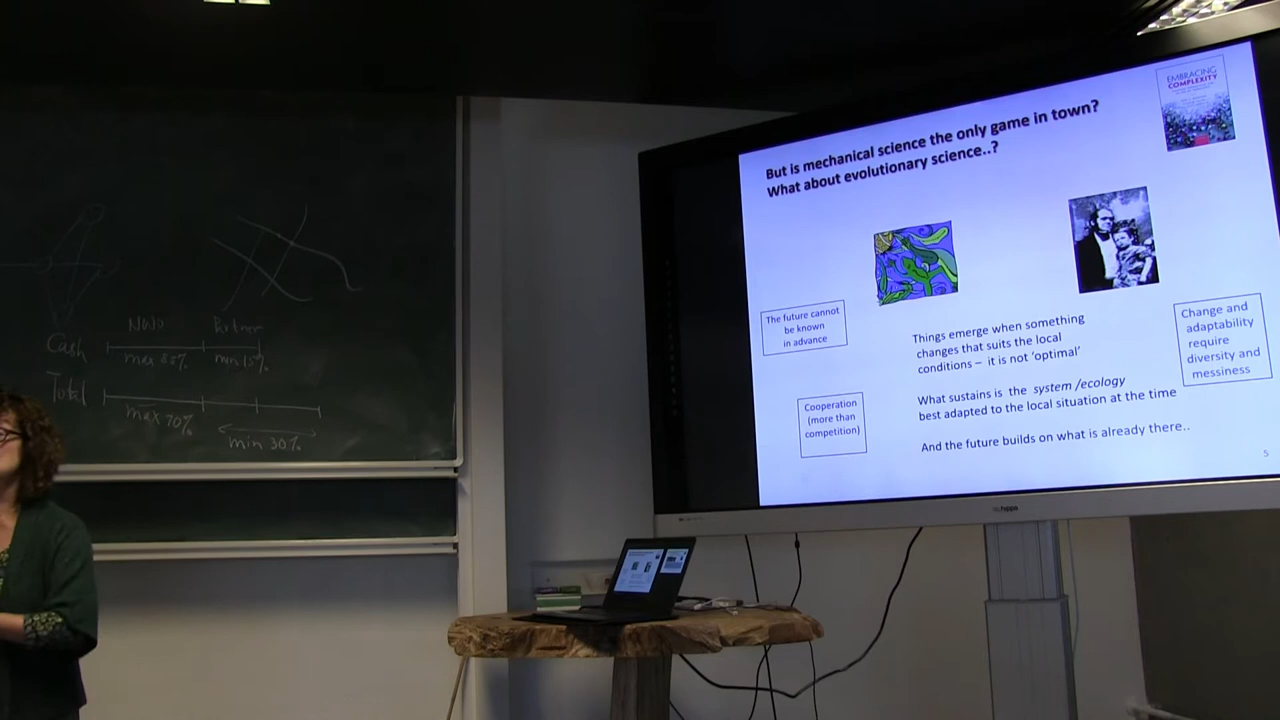 NWO Partner
Cash
max 85% min 15%
Total
max 70%
min 30%
EMBRACING
COMPLEXITY
But is mechanical science the only game in town?
What about evolutionary science..?
The future cannot
be known
in advance
Things emerge when something
changes that suits the local
conditions – it is not 'optimal'
Change and
adaptability
require
diversity and
messiness
Cooperation
(more than
competition)
What sustains is the system /ecology
best adapted to the local situation at the time
And the future builds on what is already there..
5